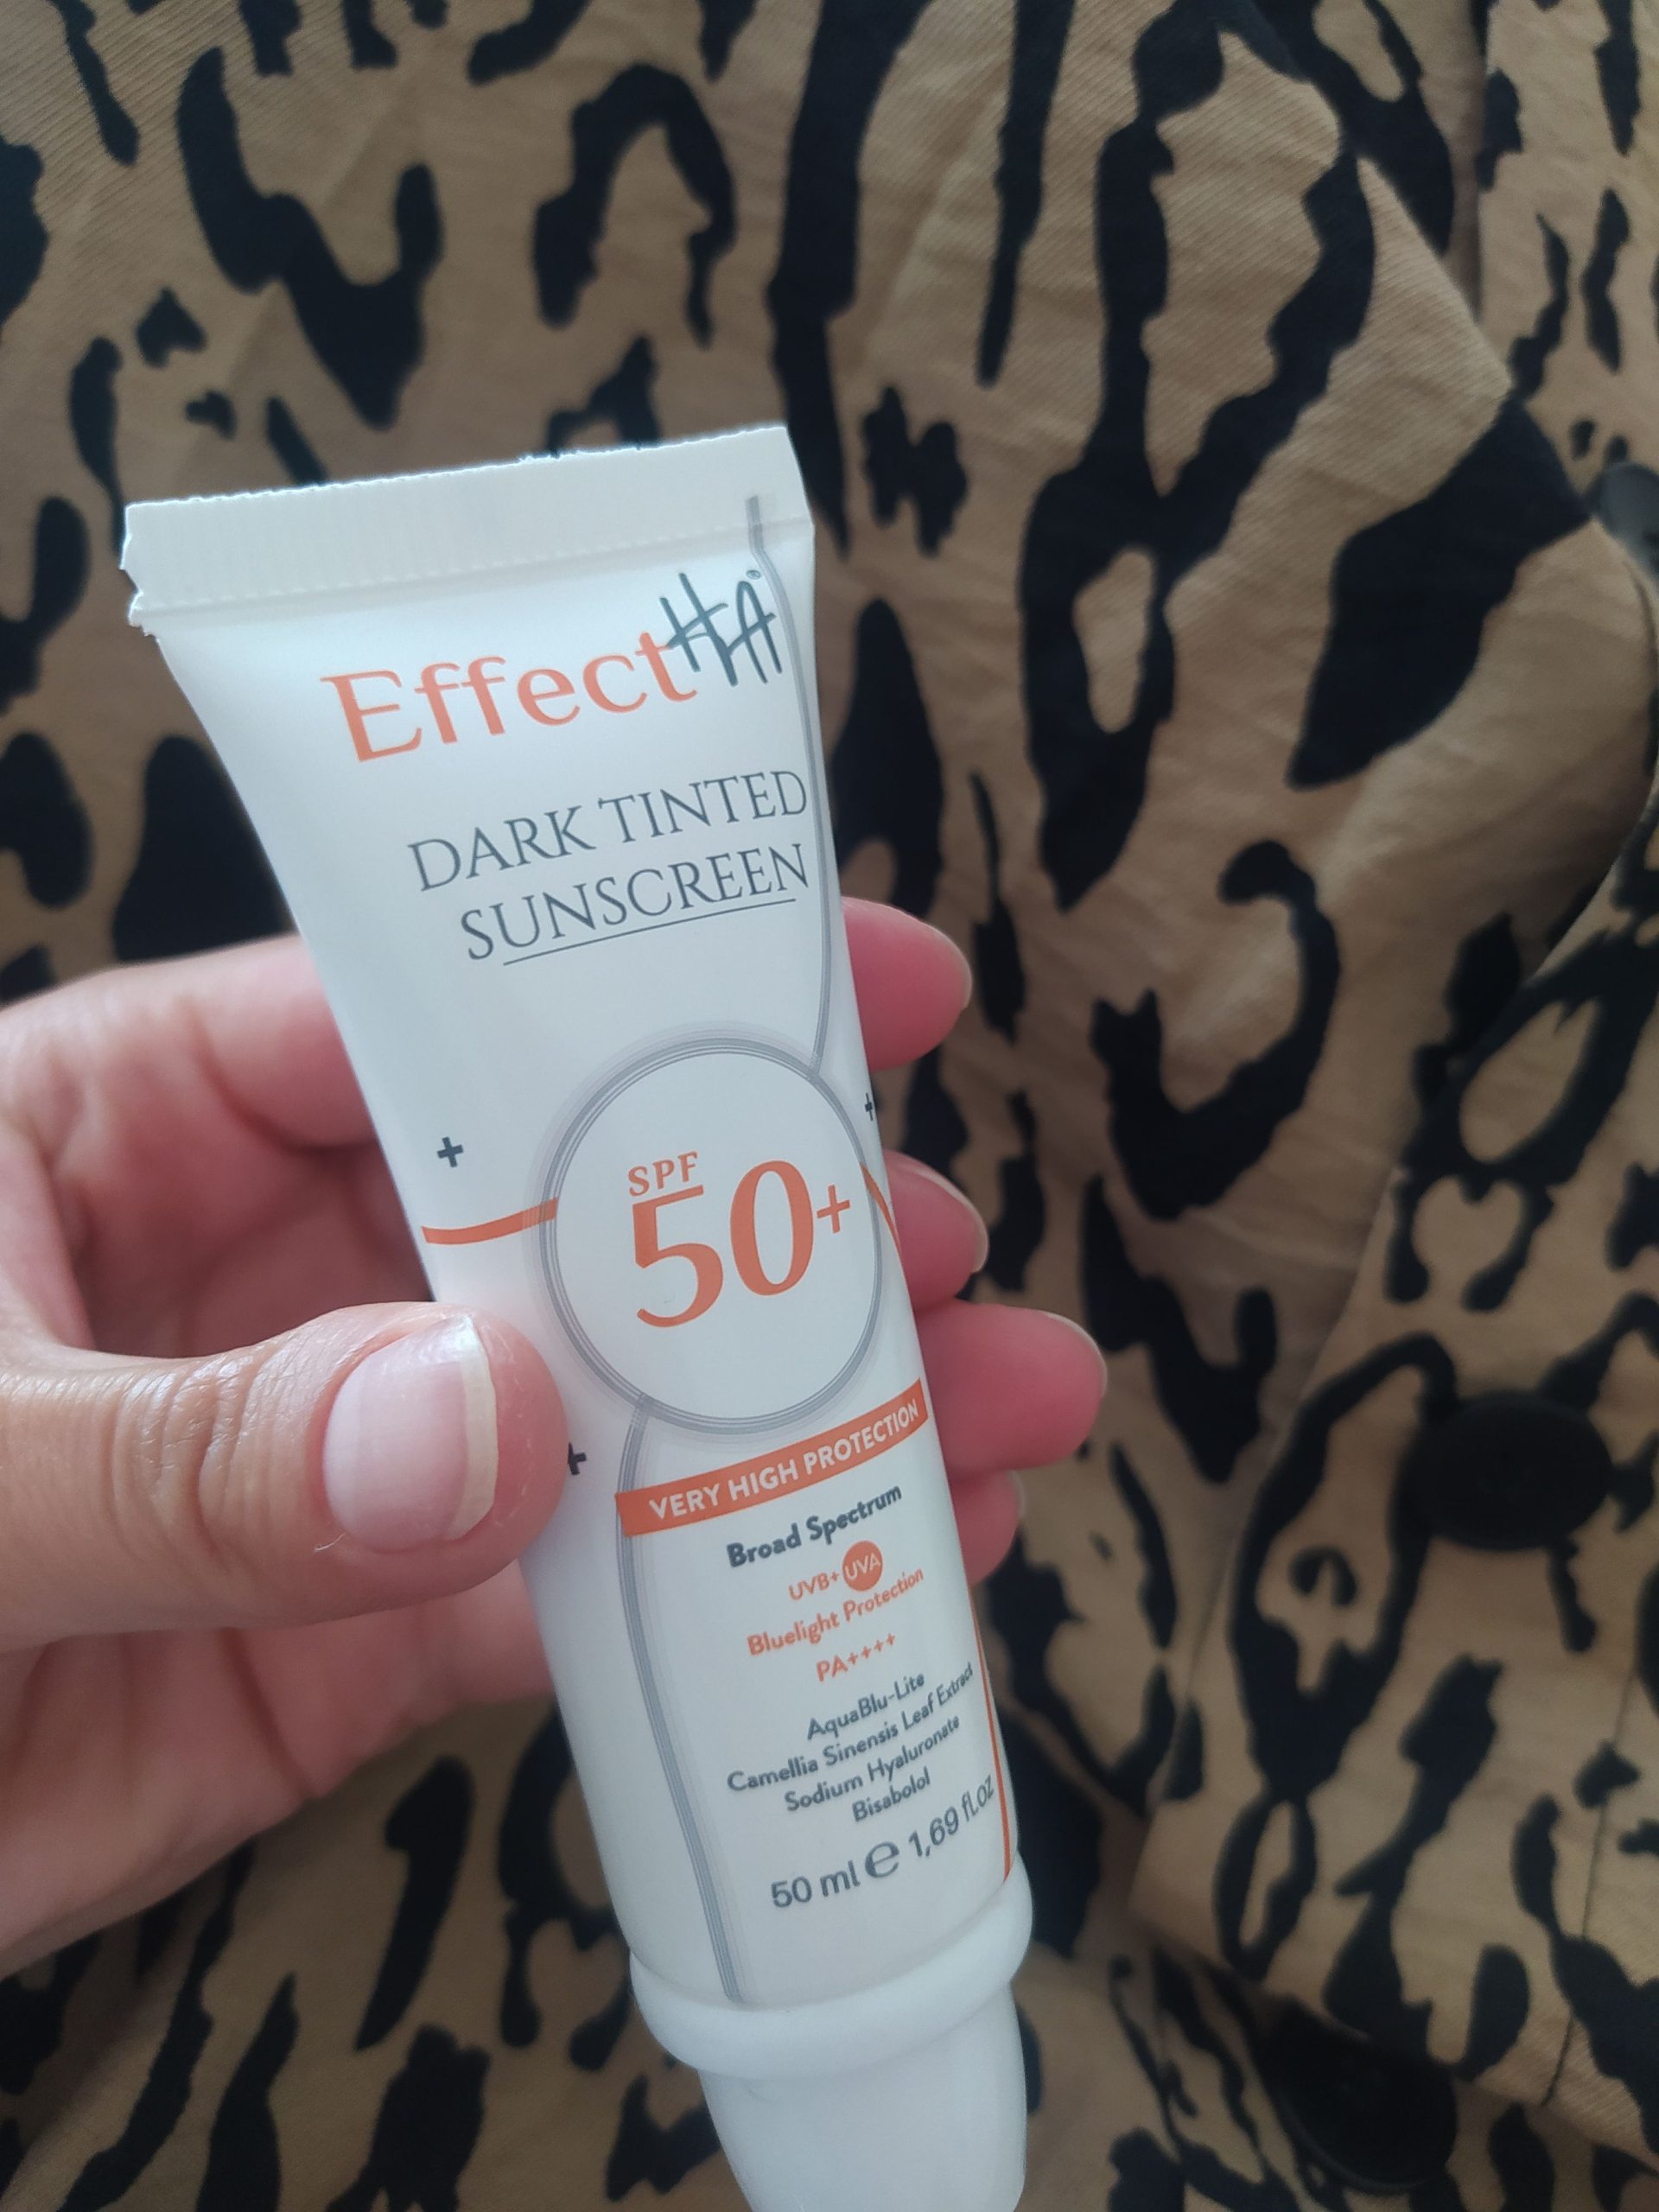 EffectHA®
DARK TINTED
SUNSCREEN
SPF
50+
VERY HIGH PROTECTION
Broad Spectrum
UVB+ UVA
Bluelight Protection
PA++++
AquaBlu-Lite
Camellia Sinensis Leaf Extract
Sodium Hyaluronate
Bisabolol
50 ml ℮ 1,69 fl.oz